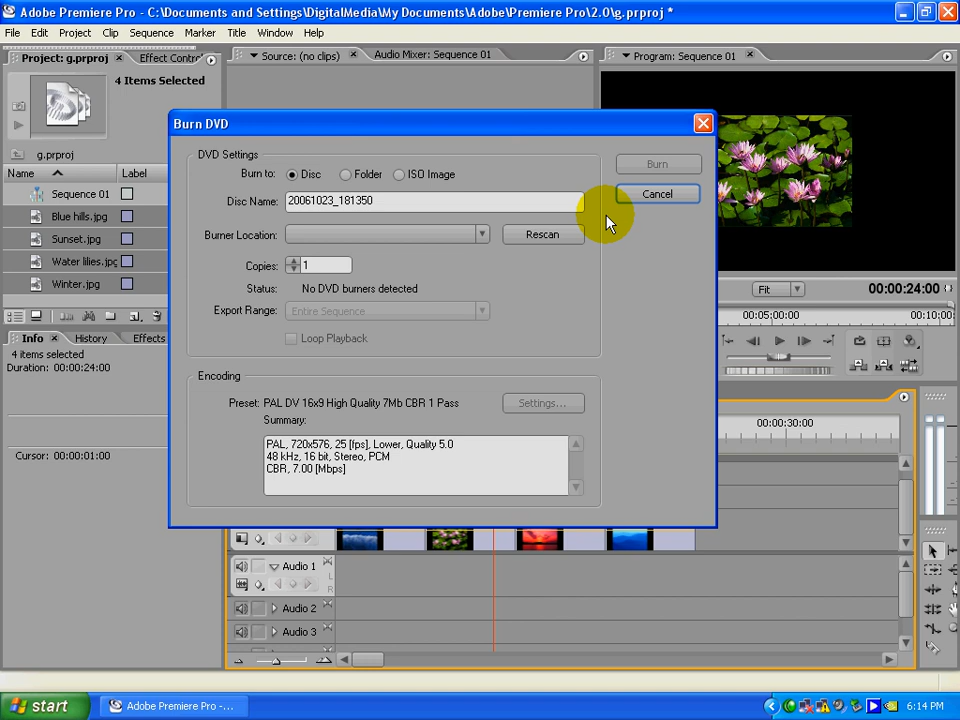 Adobe Premiere Pro - C:\Documents and Settings\DigitalMedia\My Documents\Adobe\Premiere Pro\2.0\g.prproj *
File Edit Project Clip Sequence Marker Title Window Help
Project: g.prproj Effect Contro
Source: (no clips) Audio Mixer: Sequence 01
Program: Sequence 01
4 Items Selected
g.prproj
Name Label
Sequence 01
Blue hills.jpg
Sunset.jpg
Water lilies.jpg
Winter.jpg
Info History Effects
4 items selected
Duration: 00:00:24:00
Cursor: 00:00:01:00
Burn DVD
DVD Settings
Burn to: Disc Folder ISO Image
Disc Name: 20061023_181350
Burner Location: Rescan
Copies: 1
Status: No DVD burners detected
Export Range: Entire Sequence
Loop Playback
Burn
Cancel
Encoding
Preset: PAL DV 16x9 High Quality 7Mb CBR 1 Pass Settings...
Summary:
PAL, 720x576, 25 [fps], Lower, Quality 5.0
48 kHz, 16 bit, Stereo, PCM
CBR, 7.00 [Mbps]
Fit 00:00:24:00
00:05:00:00 00:10:00
00:00:30:00
Audio 1
L
R
Audio 2
Audio 3
start Adobe Premiere Pro -... 6:14 PM